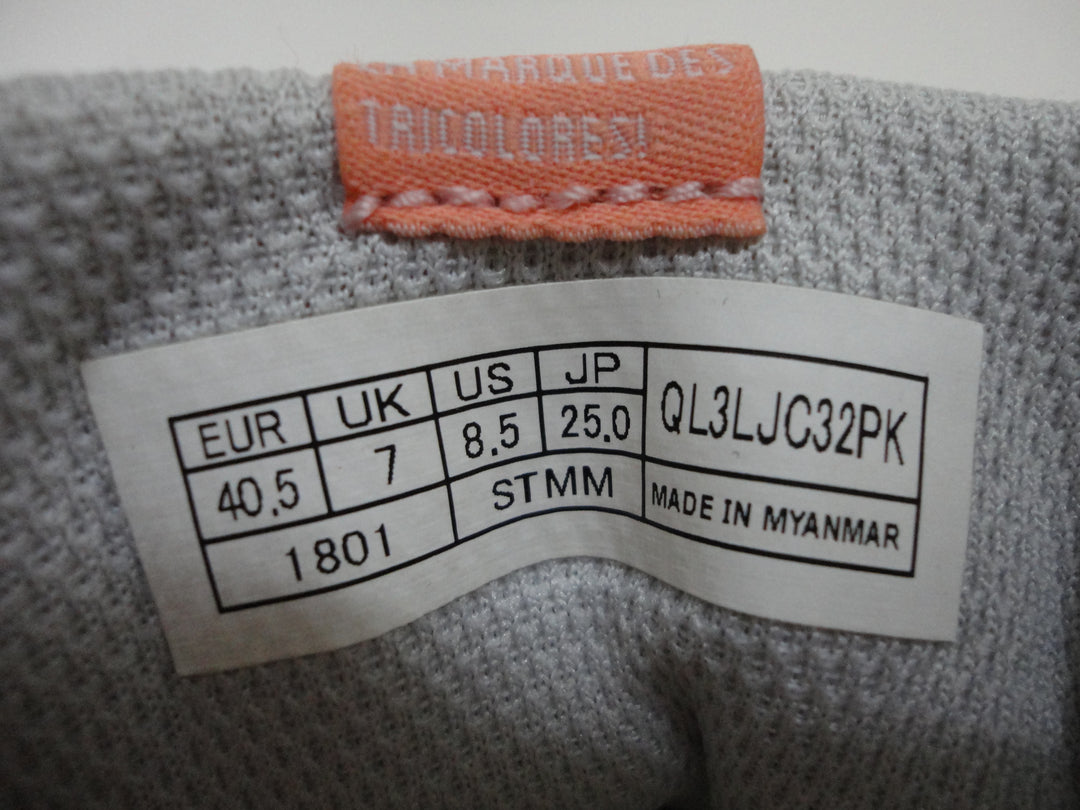 MARQUE DES
TRICOLORES!
EUR UK US JP QL3LJC32PK
40.5 7 8.5 25.0
1801 STMM MADE IN MYANMAR